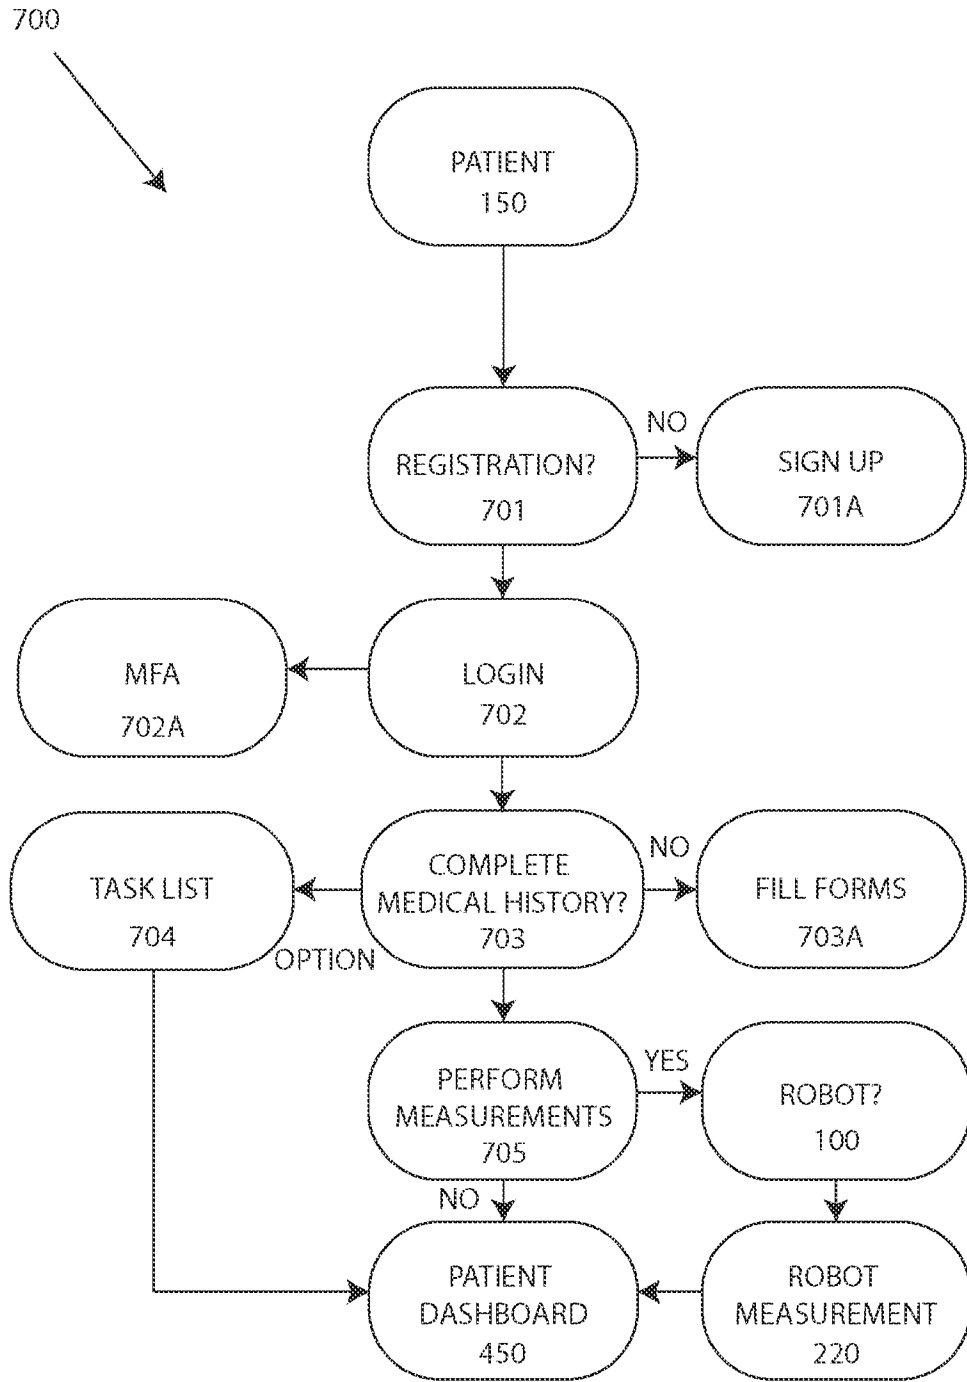 700
PATIENT
150
REGISTRATION?
701
NO
SIGN UP
701A
MFA
702A
LOGIN
702
TASK LIST
704
OPTION
COMPLETE
MEDICAL HISTORY?
703
NO
FILL FORMS
703A
PERFORM
MEASUREMENTS
705
YES
ROBOT?
100
NO
PATIENT
DASHBOARD
450
ROBOT
MEASUREMENT
220